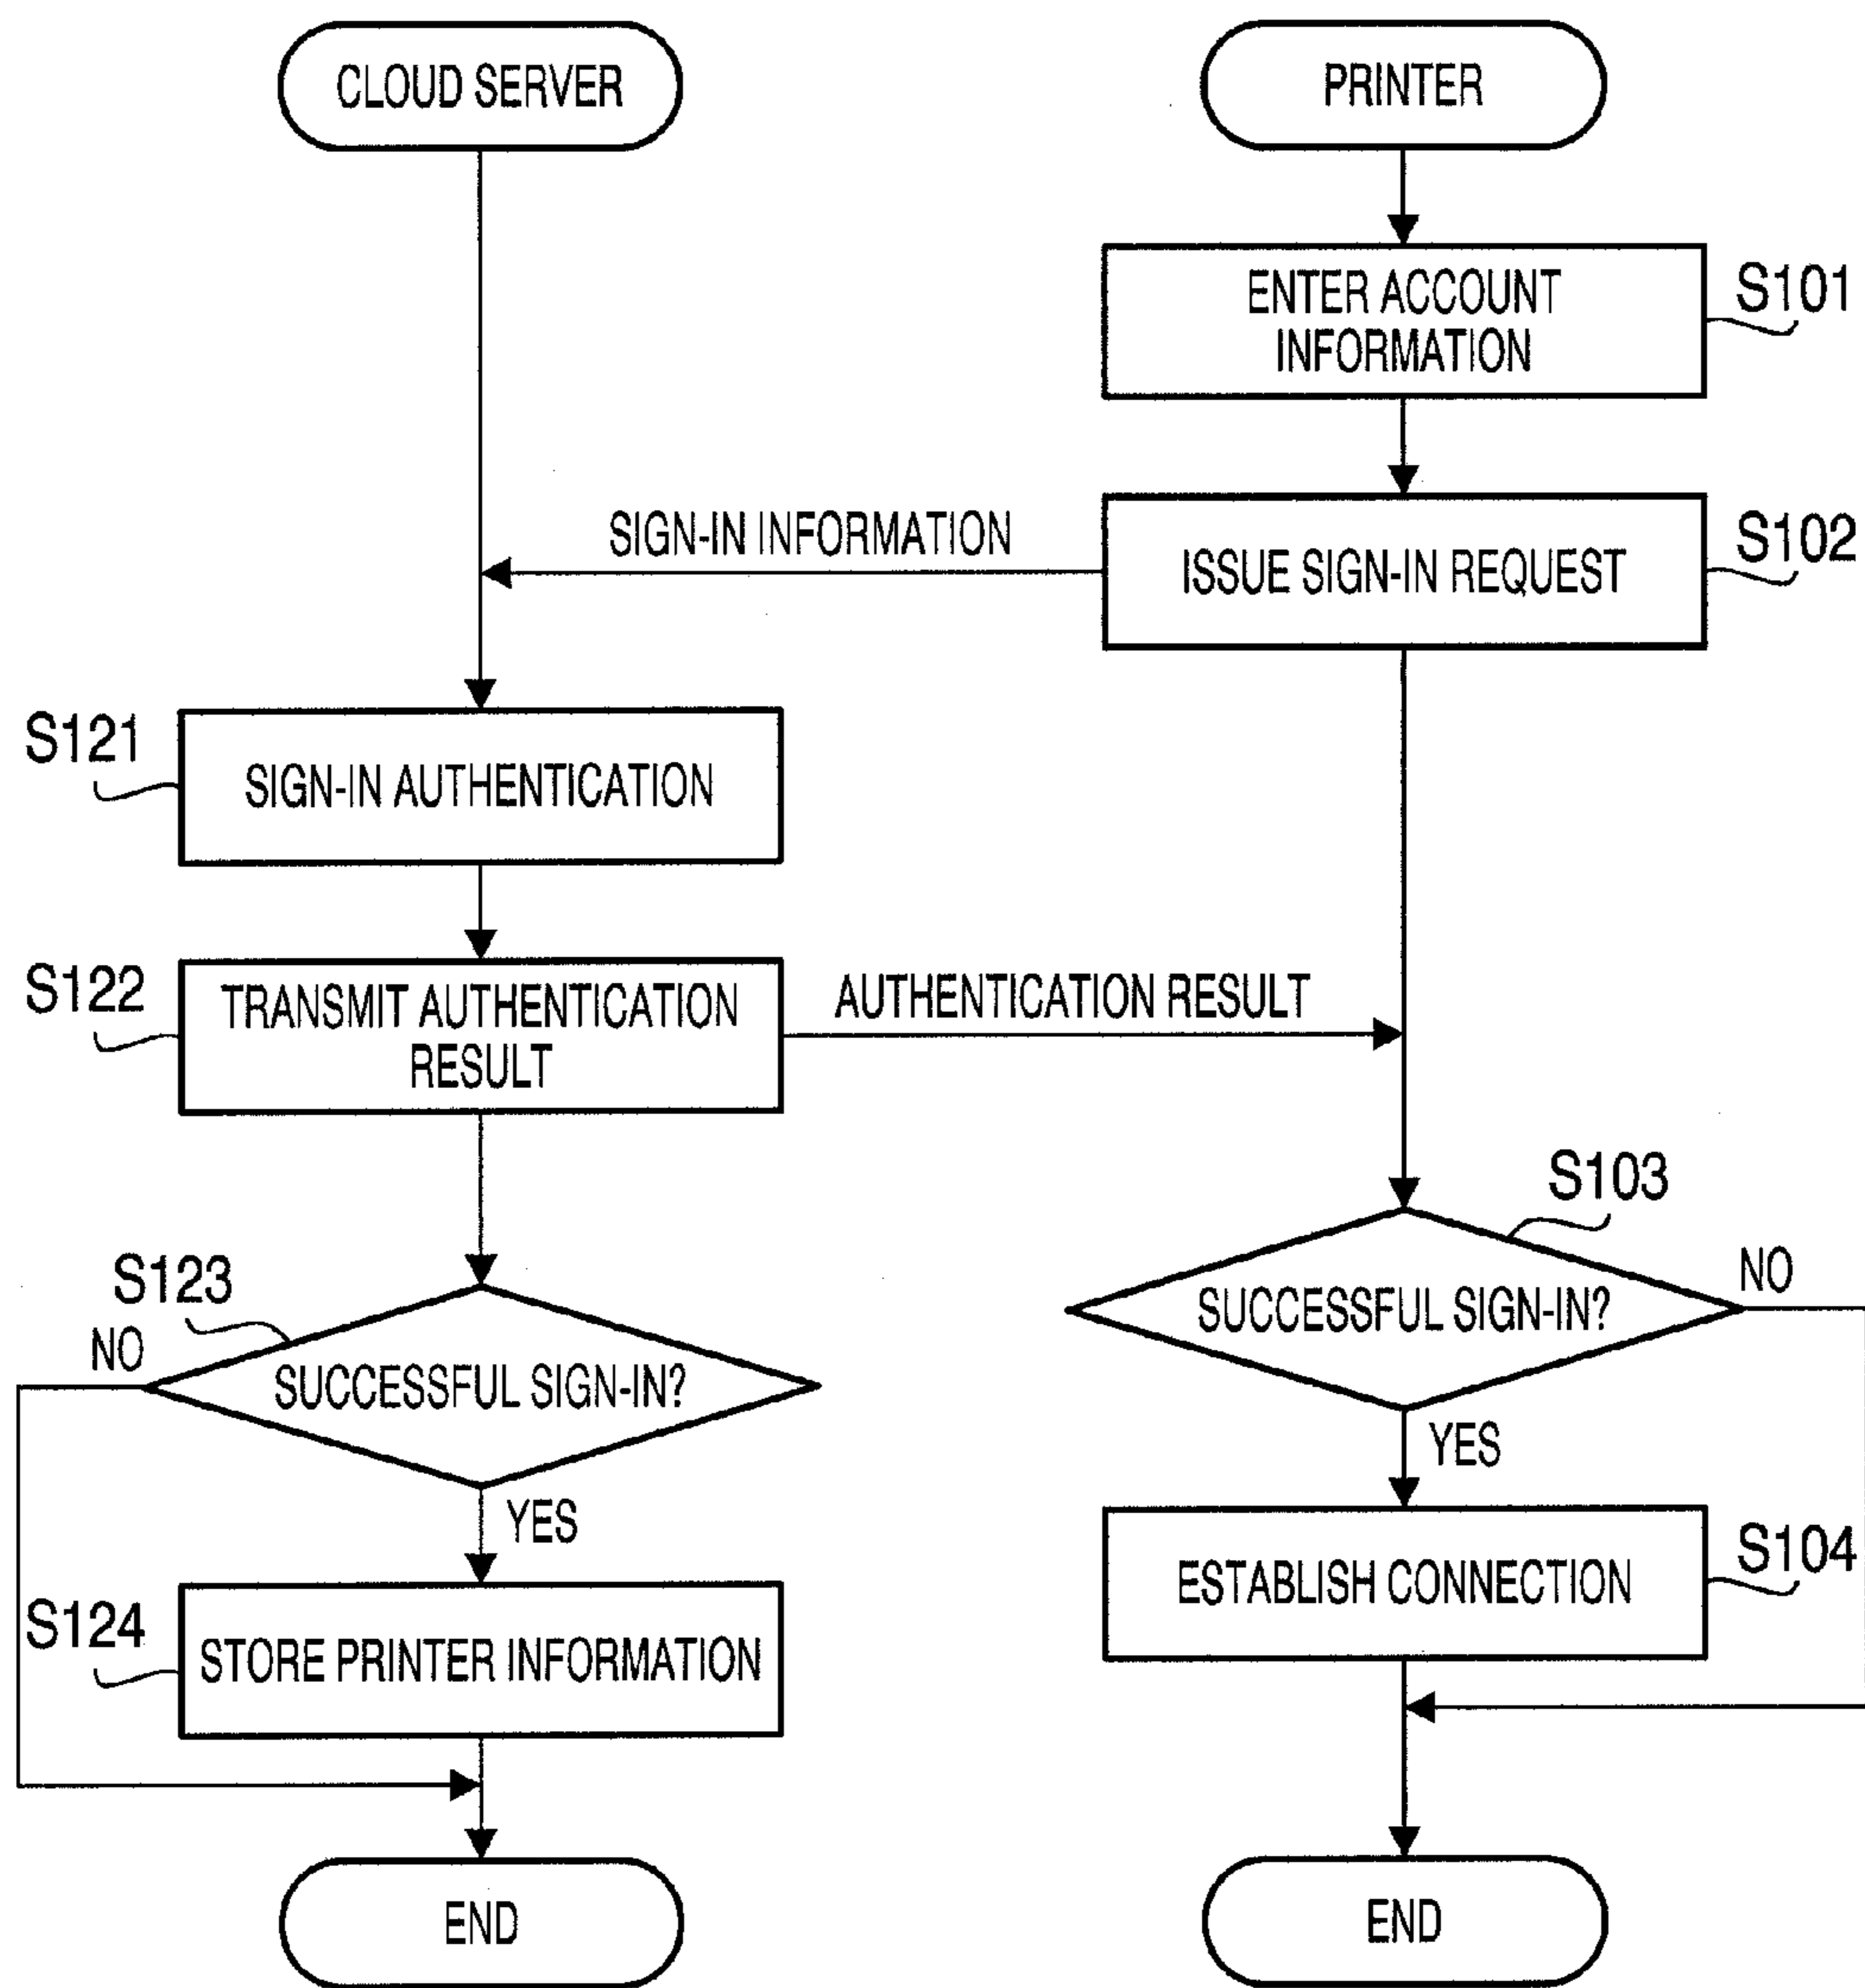 CLOUD SERVER
PRINTER
ENTER ACCOUNT
INFORMATION
S101
SIGN-IN INFORMATION
ISSUE SIGN-IN REQUEST
S102
S121
SIGN-IN AUTHENTICATION
S122
TRANSMIT AUTHENTICATION
RESULT
AUTHENTICATION RESULT
S103
SUCCESSFUL SIGN-IN?
NO
YES
S123
NO
SUCCESSFUL SIGN-IN?
YES
ESTABLISH CONNECTION
S104
S124
STORE PRINTER INFORMATION
END
END